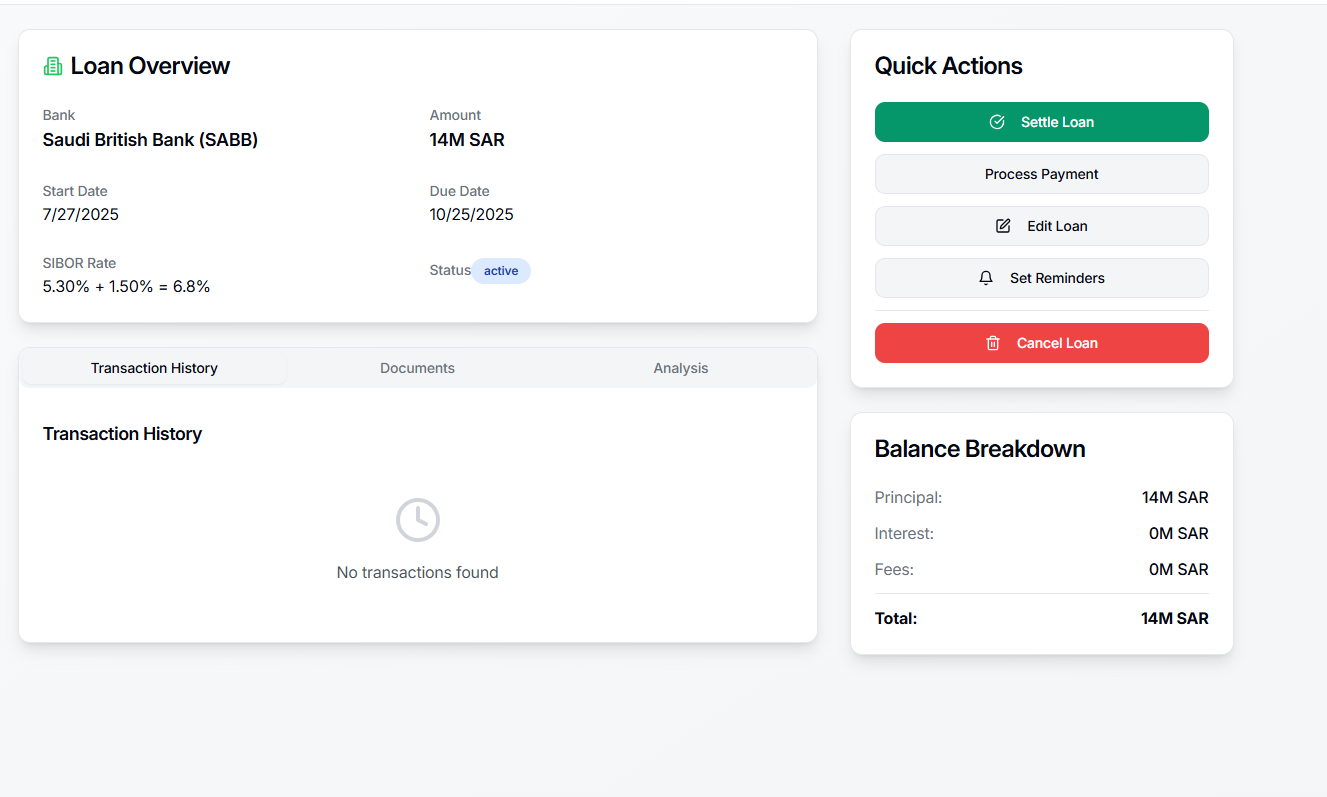 Loan Overview
Bank
Saudi British Bank (SABB)
Amount
14M SAR
Start Date
7/27/2025
Due Date
10/25/2025
SIBOR Rate
5.30% + 1.50% = 6.8%
Status active
Transaction History Documents Analysis
Transaction History
No transactions found
Quick Actions
Settle Loan
Process Payment
Edit Loan
Set Reminders
Cancel Loan
Balance Breakdown
Principal: 14M SAR
Interest: 0M SAR
Fees: 0M SAR
Total: 14M SAR